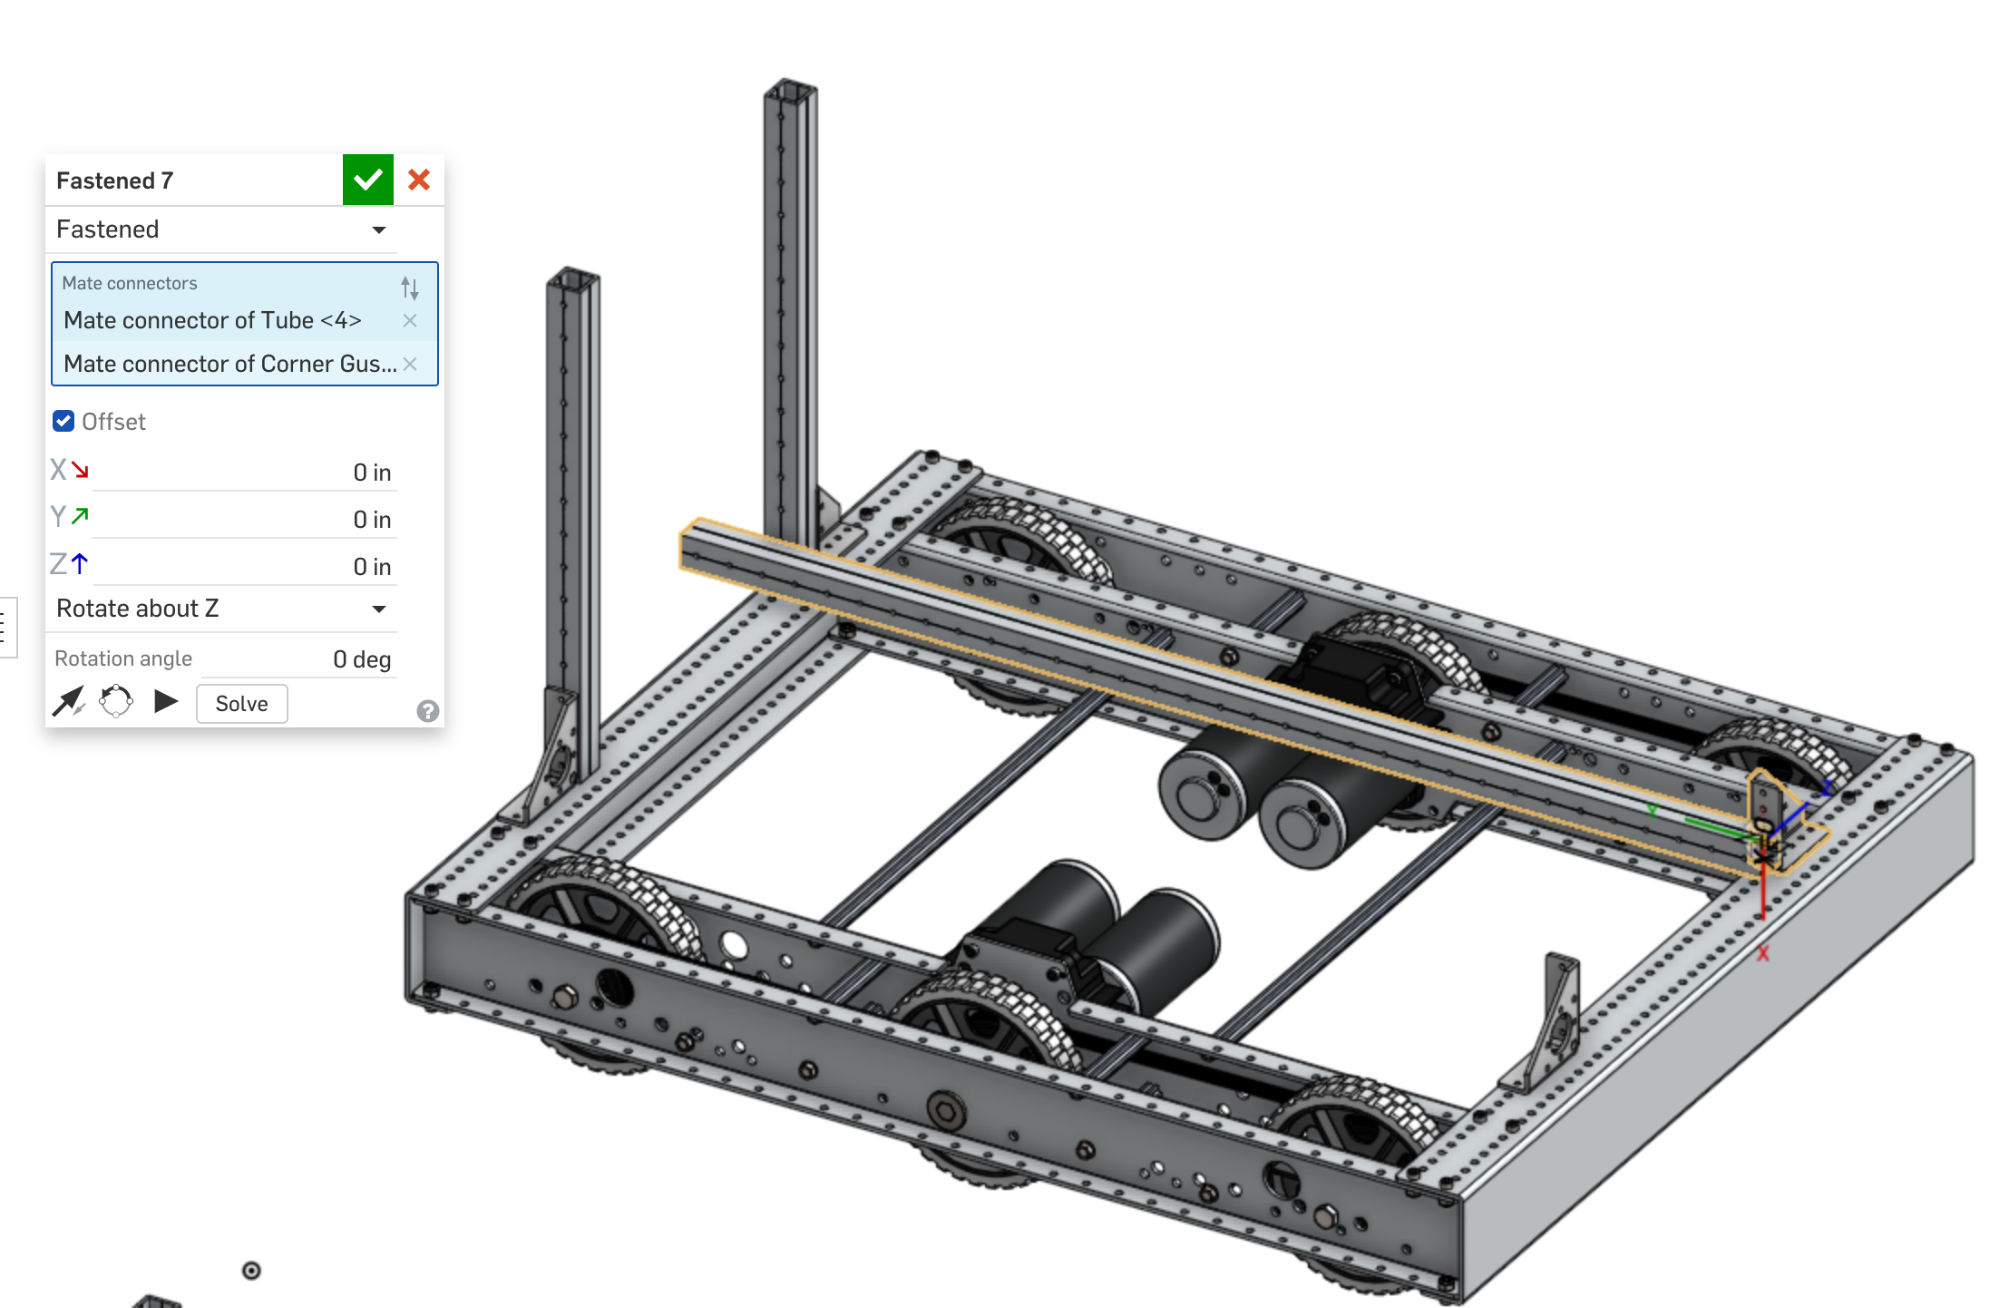 Fastened 7
Fastened
Mate connectors
Mate connector of Tube <4>
Mate connector of Corner Gus...
Offset
X 0 in
Y 0 in
Z 0 in
Rotate about Z
Rotation angle 0 deg
Solve
Z
Y
X